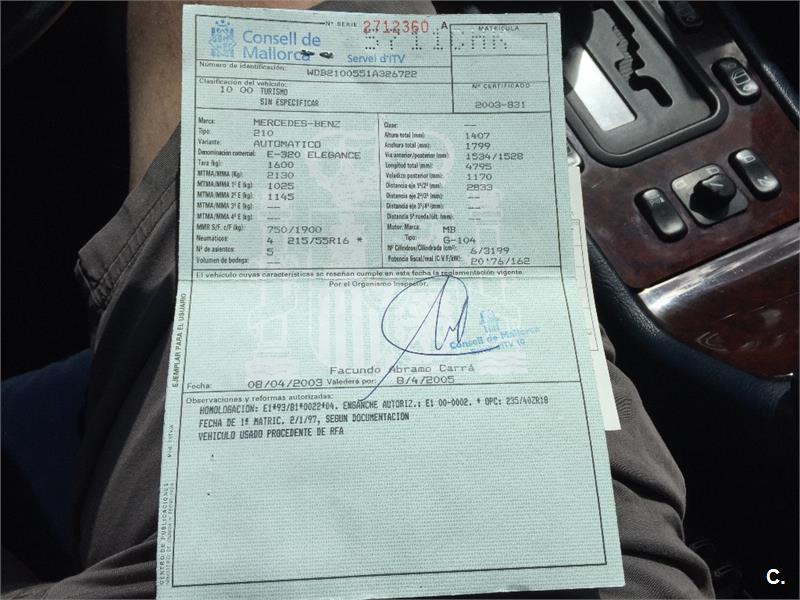 Nº SERIE 2712360 A
MATRICULA
Consell de
Mallorca
Servei d'ITV
Número de identificación: WDB2100551A326722
Clasificación del vehículo:
10 00 TURISMO
SIN ESPECIFICAR
Nº CERTIFICADO
2003-831
Marca: MERCEDES-BENZ
Tipo: 210
Variante: AUTOMATICO
Denominación comercial: E-320 ELEGANCE
Tara (kg): 1600
MTMA/MMA (Kg): 2130
MTMA/MMA 1º E (kg): 1025
MTMA/MMA 2º E (kg): 1145
MTMA/MMA 3º E (kg): ---
MTMA/MMA 4º E (kg): ---
MMR S/F. c/F (kg): 750/1900
Neumáticos: 4 215/55R16 *
Nº de asientos: 5
Volumen de bodega: ---
Clase: ---
Altura total (mm): 1407
Anchura total (mm): 1799
Vía anterior/posterior (mm): 1534/1528
Longitud total (mm): 4795
Voladizo posterior (mm): 1170
Distancia eje 1º/2º (mm): 2833
Distancia eje 2º/3º (mm): ---
Distancia eje 3º/4º (mm): ---
Distancia 5ª rueda/últ. (mm): ---
Motor: Marca: MB
Tipo: G-104
Nº Cilindros/Cilindrada (cm³): 6/3199
Potencia fiscal/real (C.V.F/kW): 20'76/162
El vehículo cuyas características se reseñan cumple en esta fecha la reglamentación vigente.
Por el Organismo Inspector,
Consell de Mallorca
Servei ITV 10
Facundo Abramo Carrá
Fecha: 08/04/2003 Valedera por: 8/4/2005
Observaciones y reformas autorizadas:
HOMOLOGACION: E1*93/81*0022*04. ENSANCHE AUTORIZ.: E1 00-0002. * OPC: 235/40ZR18
FECHA DE 1ª MATRIC. 2/1/97, SEGUN DOCUMENTACION
VEHICULO USADO PROCEDENTE DE RFA
EJEMPLAR PARA EL USUARIO
CENTRO DE PUBLICACIONES
C.